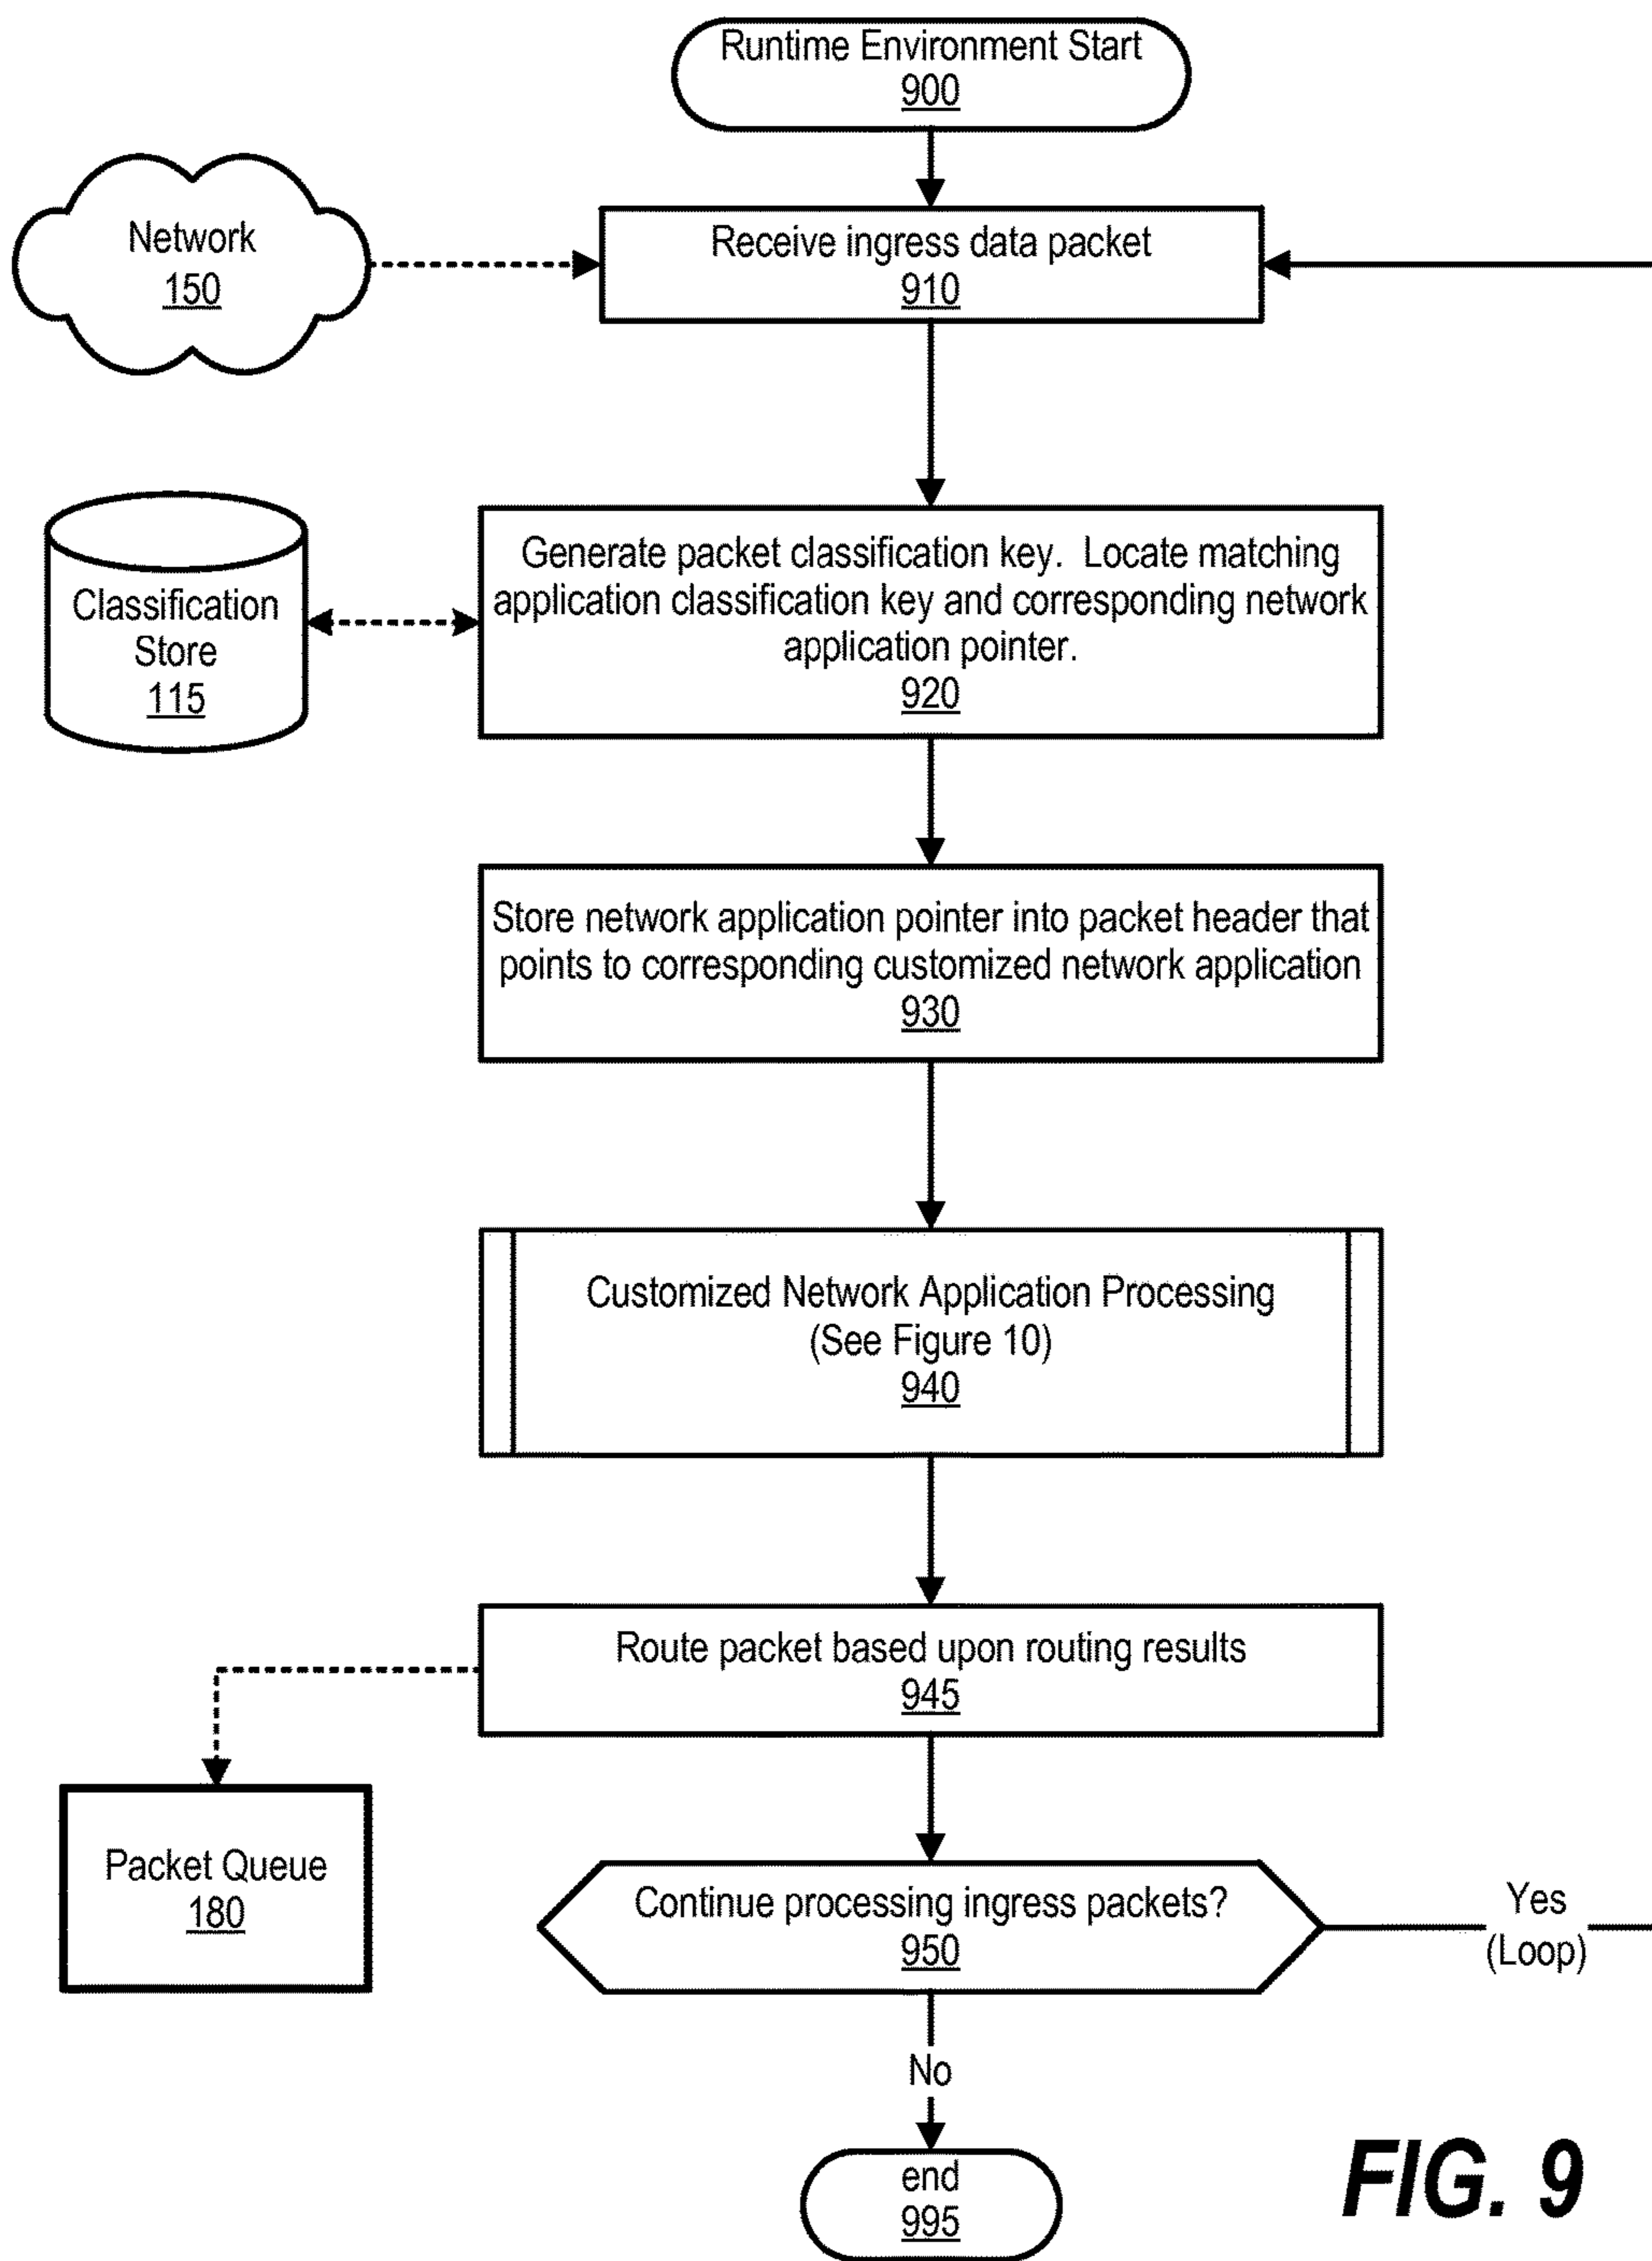 Runtime Environment Start
900
Network
150
Receive ingress data packet
910
Classification
Store
115
Generate packet classification key.  Locate matching
application classification key and corresponding network
application pointer.
920
Store network application pointer into packet header that
points to corresponding customized network application
930
Customized Network Application Processing
(See Figure 10)
940
Route packet based upon routing results
945
Packet Queue
180
Continue processing ingress packets?
950
Yes
(Loop)
No
end
995
FIG. 9